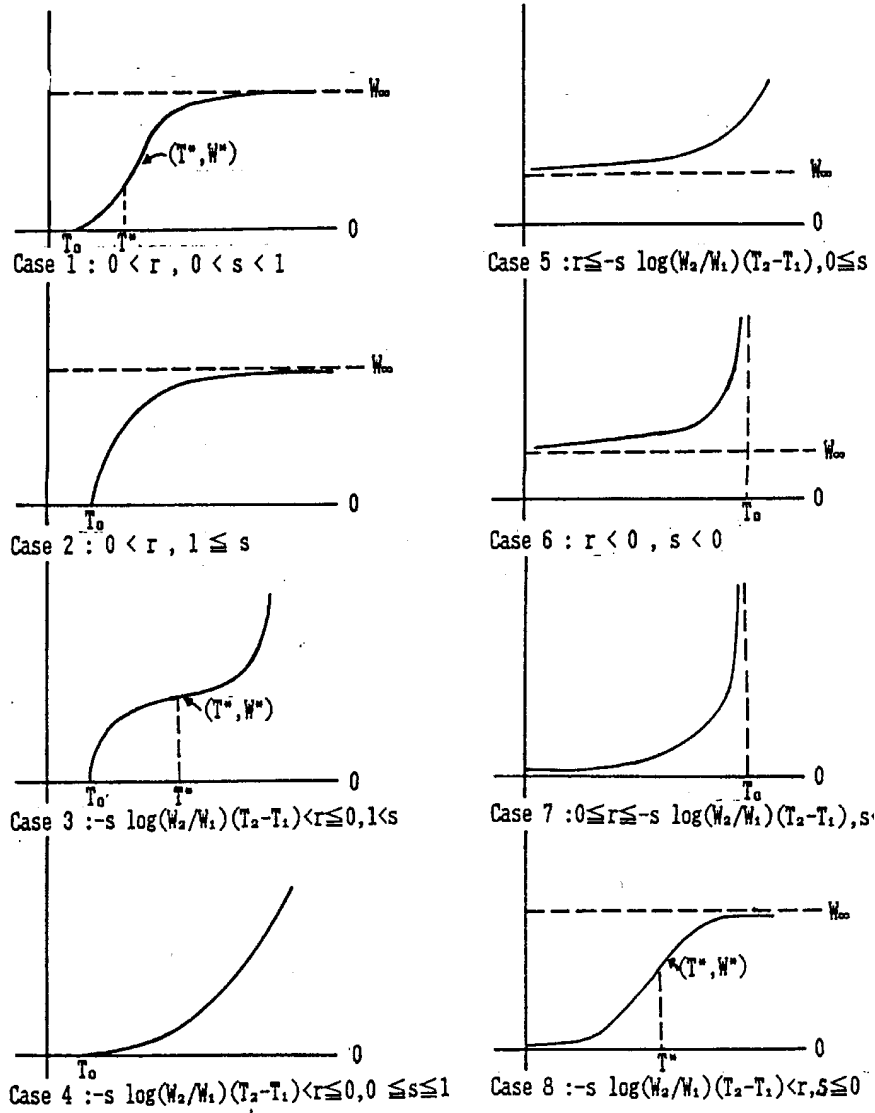 W∞
(T*,W*)
0
T₀ T*
Case 1 : 0 < r , 0 < s < 1
W∞
0
T₀
Case 2 : 0 < r , 1 ≦ s
(T*,W*)
0
T₀ T*
Case 3 :-s log(W₂/W₁)(T₂-T₁)<r≦0,1<s
0
T₀
Case 4 :-s log(W₂/W₁)(T₂-T₁)<r≦0,0 ≦s≦1
W∞
0
Case 5 :r≦-s log(W₂/W₁)(T₂-T₁),0≦s
W∞
0
T₀
Case 6 : r < 0 , s < 0
0
T₀
Case 7 :0≦r≦-s log(W₂/W₁)(T₂-T₁),s<
W∞
(T*,W*)
0
T*
Case 8 :-s log(W₂/W₁)(T₂-T₁)<r,s≦0